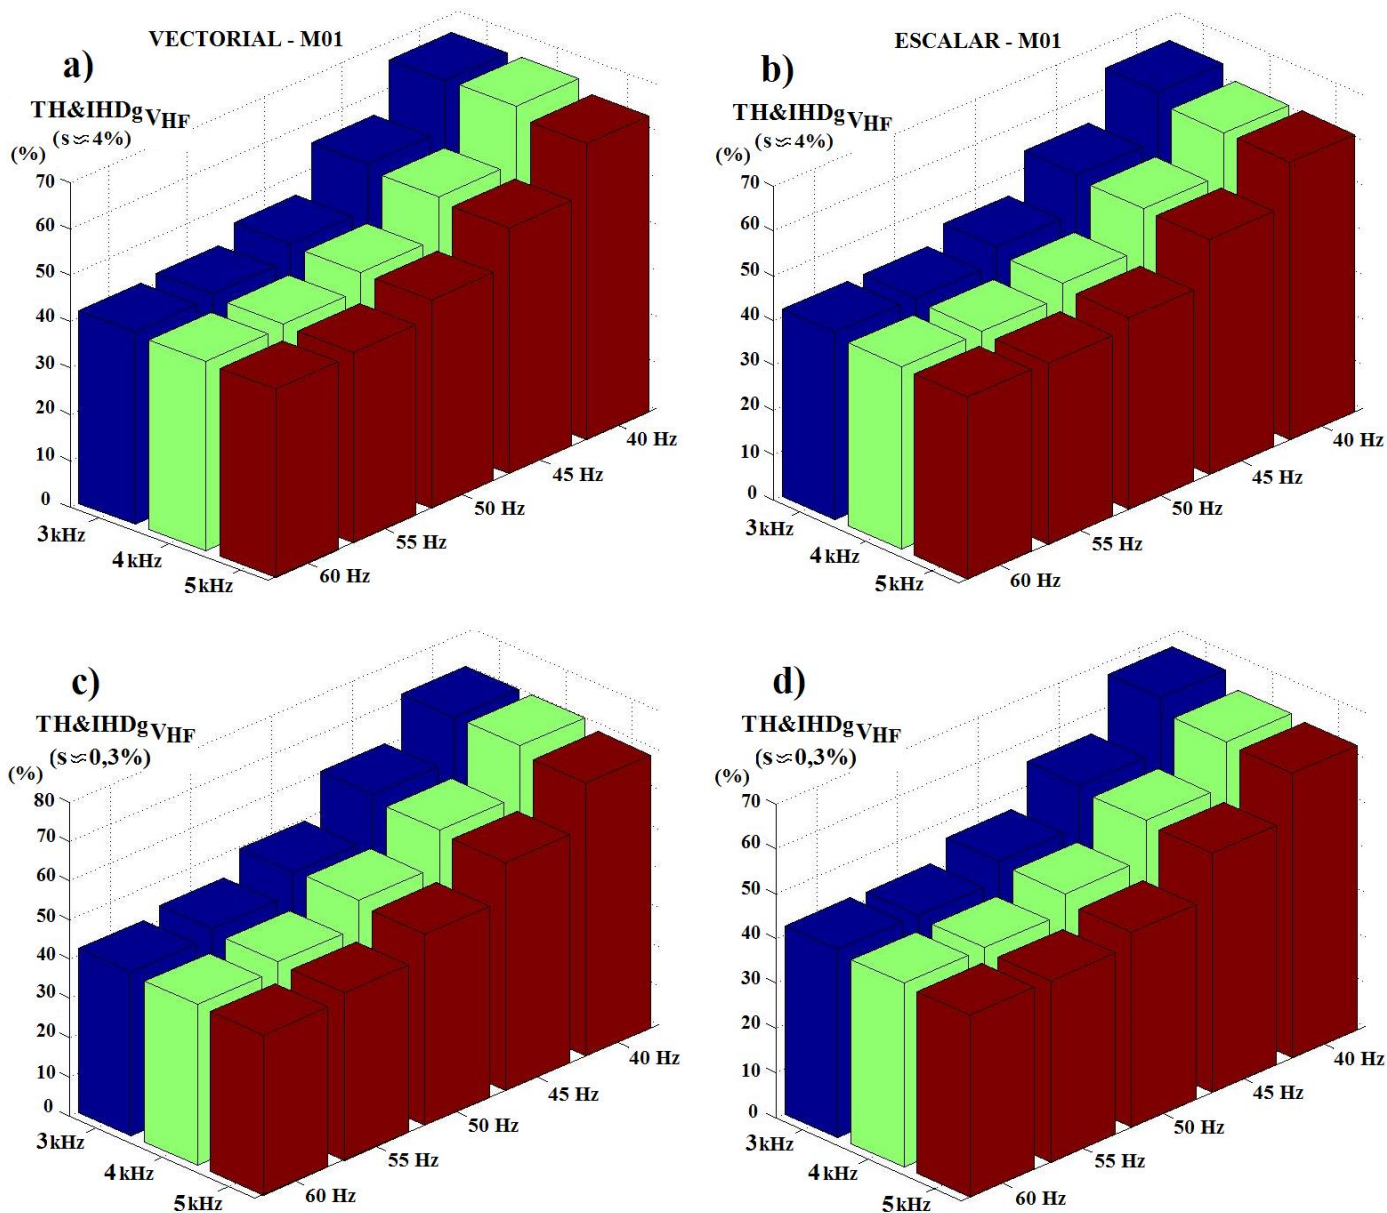 a)
VECTORIAL - M01
TH&IHDgVHF
(s≈4%)
(%)
70
60
50
40
30
20
10
0
3kHz
4kHz
5kHz
60 Hz
55 Hz
50 Hz
45 Hz
40 Hz
b)
ESCALAR - M01
TH&IHDgVHF
(s≈4%)
(%)
70
60
50
40
30
20
10
0
3kHz
4kHz
5kHz
60 Hz
55 Hz
50 Hz
45 Hz
40 Hz
c)
TH&IHDgVHF
(s≈0,3%)
(%)
80
70
60
50
40
30
20
10
0
3kHz
4kHz
5kHz
60 Hz
55 Hz
50 Hz
45 Hz
40 Hz
d)
TH&IHDgVHF
(s≈0,3%)
(%)
70
60
50
40
30
20
10
0
3kHz
4kHz
5kHz
60 Hz
55 Hz
50 Hz
45 Hz
40 Hz